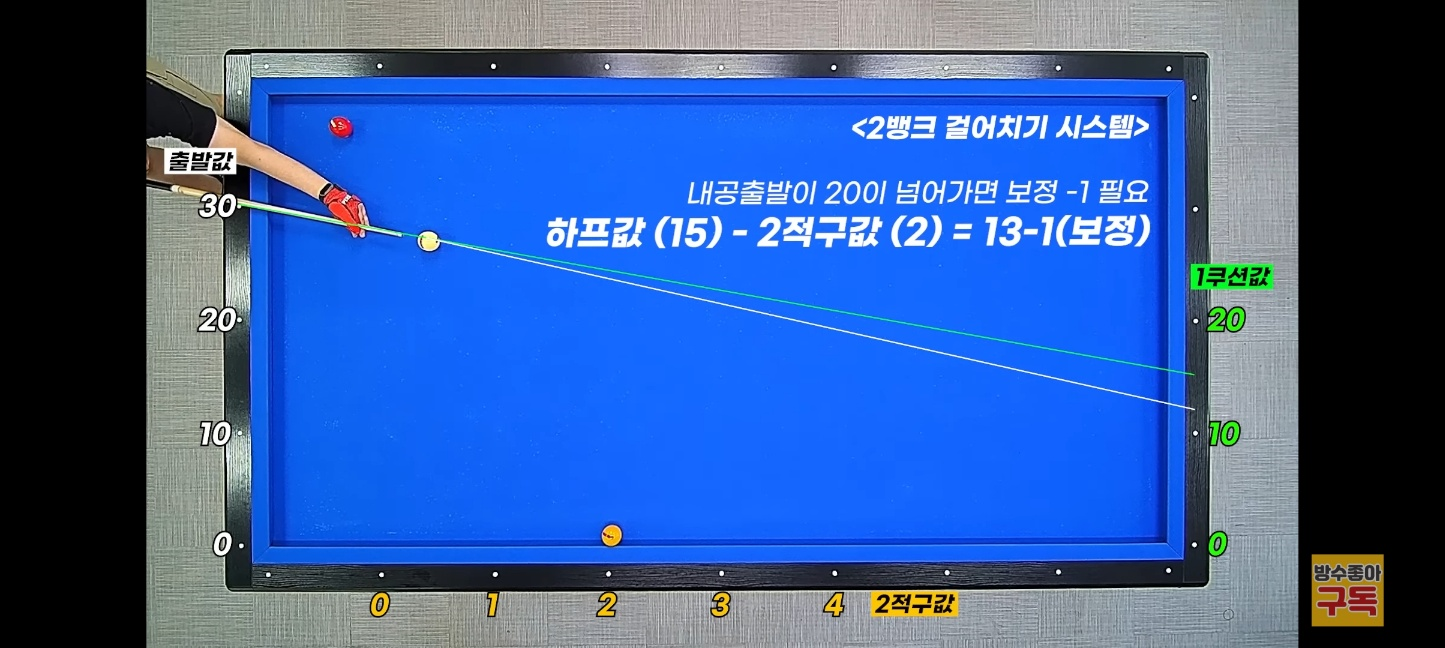 <2뱅크 걸어치기 시스템>
출발값
내공출발이 20이 넘어가면 보정 -1 필요
30
하프값 (15) - 2적구값 (2) = 13-1(보정)
1쿠션값
20
20
10
10
0
0
0 1 2 3 4 2적구값
방수좋아
구독